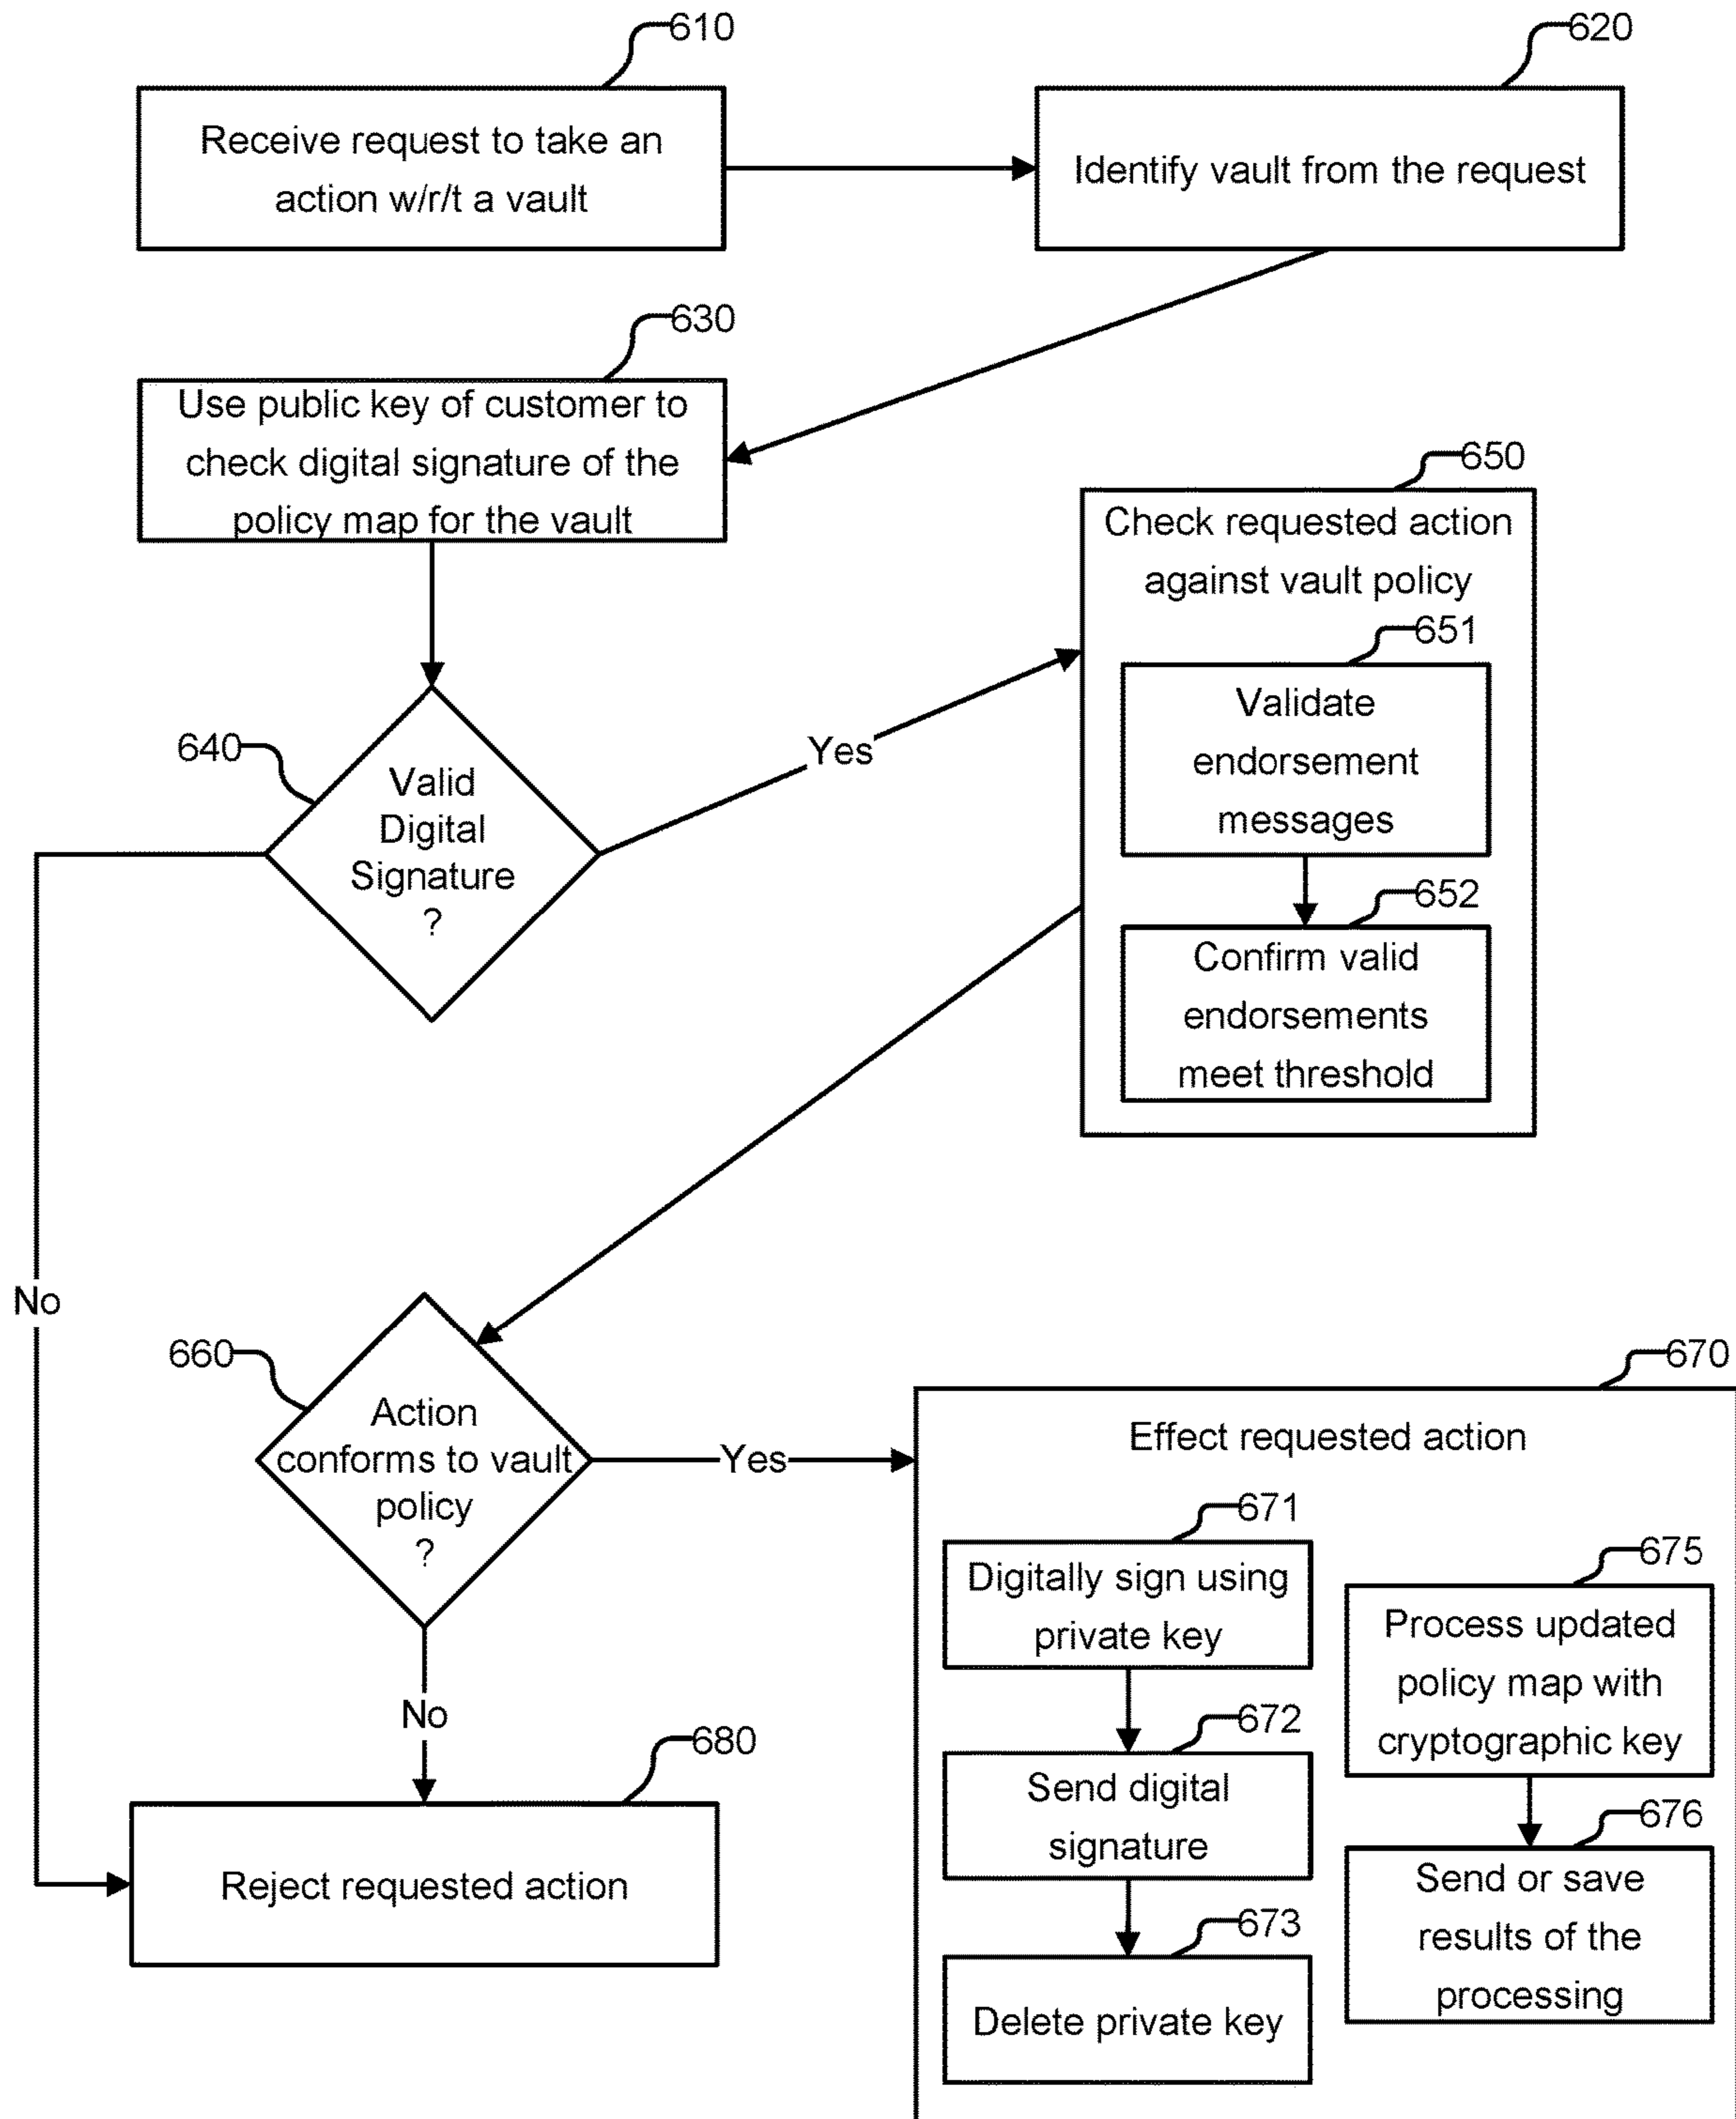 610
Receive request to take an
action w/r/t a vault
620
Identify vault from the request
630
Use public key of customer to
check digital signature of the
policy map for the vault
640
Valid
Digital
Signature
?
Yes
No
650
Check requested action
against vault policy
651
Validate
endorsement
messages
652
Confirm valid
endorsements
meet threshold
660
Action
conforms to vault
policy
?
Yes
No
670
Effect requested action
671
Digitally sign using
private key
672
Send digital
signature
673
Delete private key
675
Process updated
policy map with
cryptographic key
676
Send or save
results of the
processing
680
Reject requested action